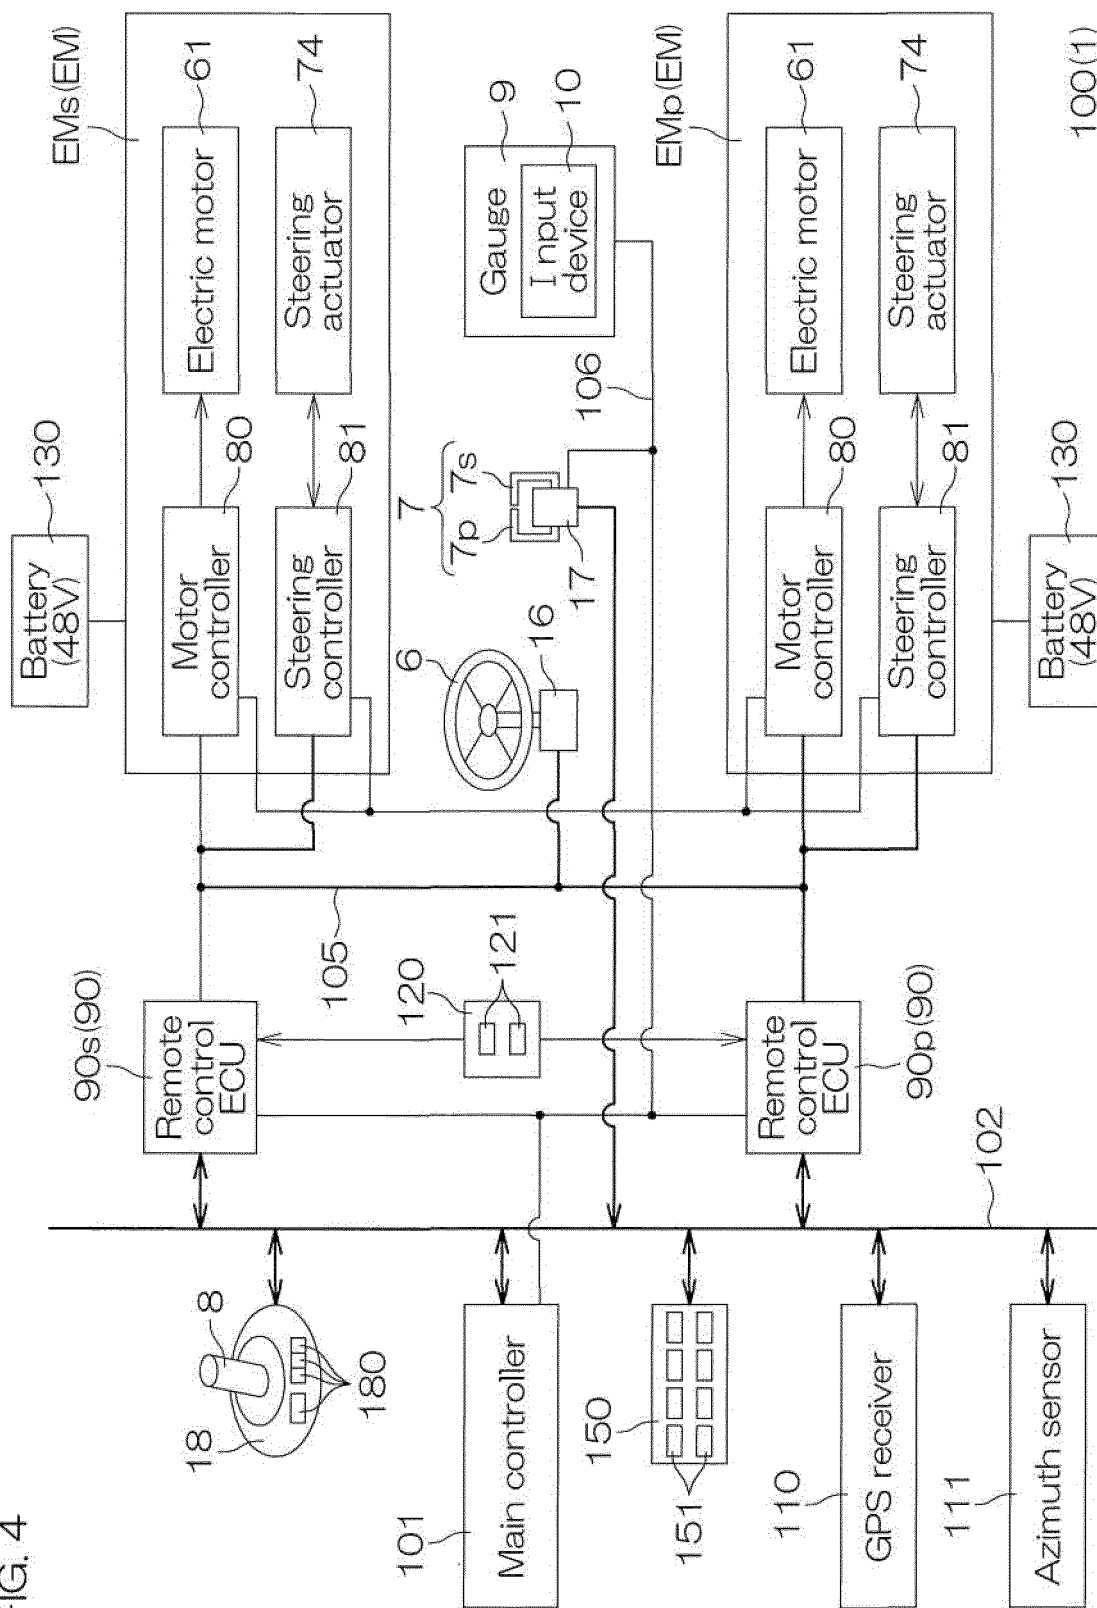 FIG. 4
100(1)
EMs(EM)
61
74
Electric motor
Steering
actuator
130
Battery
(48V)
80
81
Motor
controller
Steering
controller
9
10
Gauge
Input
device
106
7
7p
7s
17
6
16
EMp(EM)
61
74
Electric motor
Steering
actuator
80
81
Motor
controller
Steering
controller
130
Battery
(48V)
105
90s(90)
Remote
control
ECU
120
121
90p(90)
Remote
control
ECU
102
8
18
180
101
Main controller
150
151
110
GPS receiver
111
Azimuth sensor